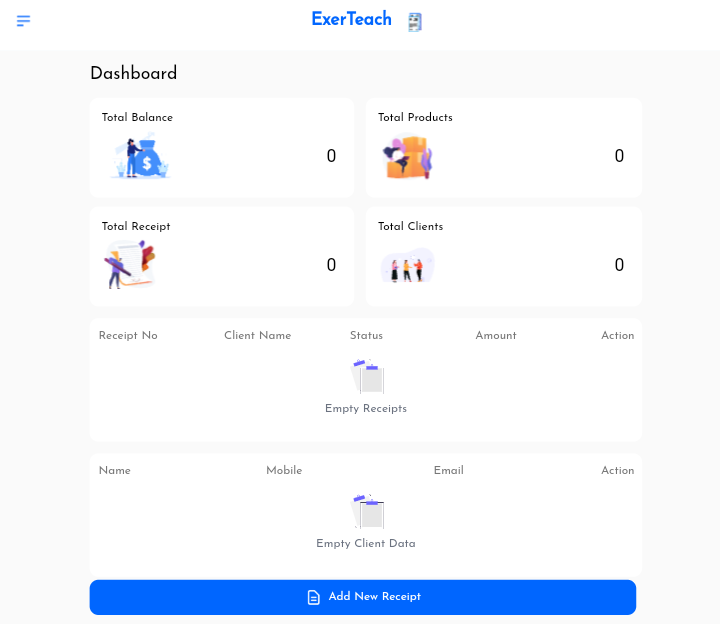 ExerTeach
Dashboard
Total Balance
0
Total Products
0
Total Receipt
0
Total Clients
0
Receipt No Client Name Status Amount Action
Empty Receipts
Name Mobile Email Action
Empty Client Data
Add New Receipt